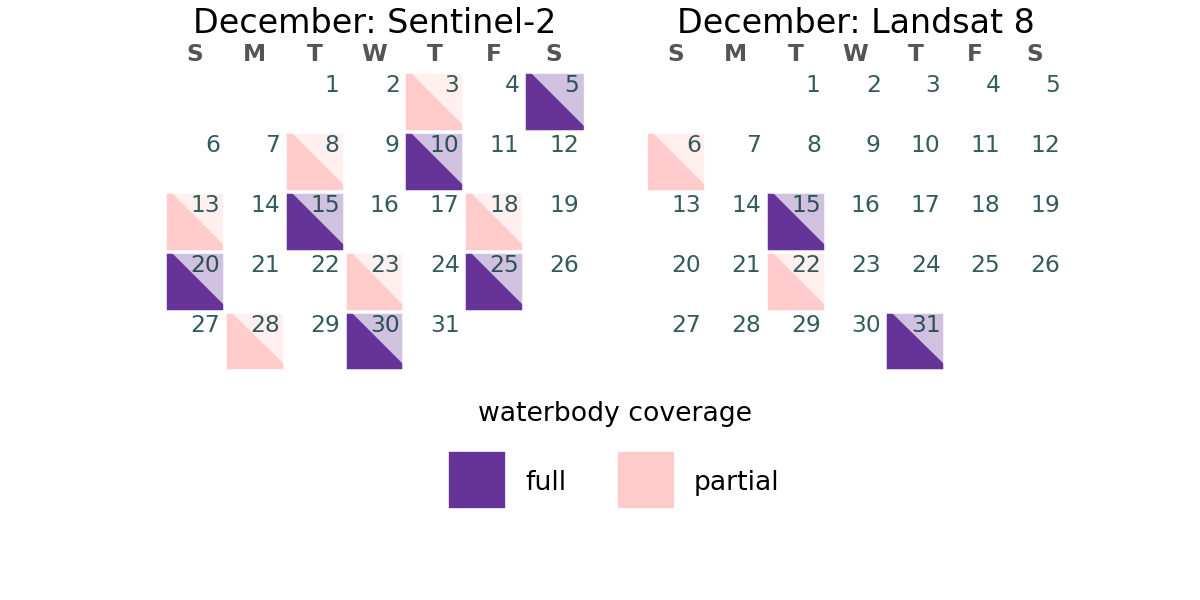 December: Sentinel-2
S M T W T F S
1 2 3 4 5
6 7 8 9 10 11 12
13 14 15 16 17 18 19
20 21 22 23 24 25 26
27 28 29 30 31
December: Landsat 8
S M T W T F S
1 2 3 4 5
6 7 8 9 10 11 12
13 14 15 16 17 18 19
20 21 22 23 24 25 26
27 28 29 30 31
waterbody coverage
full partial